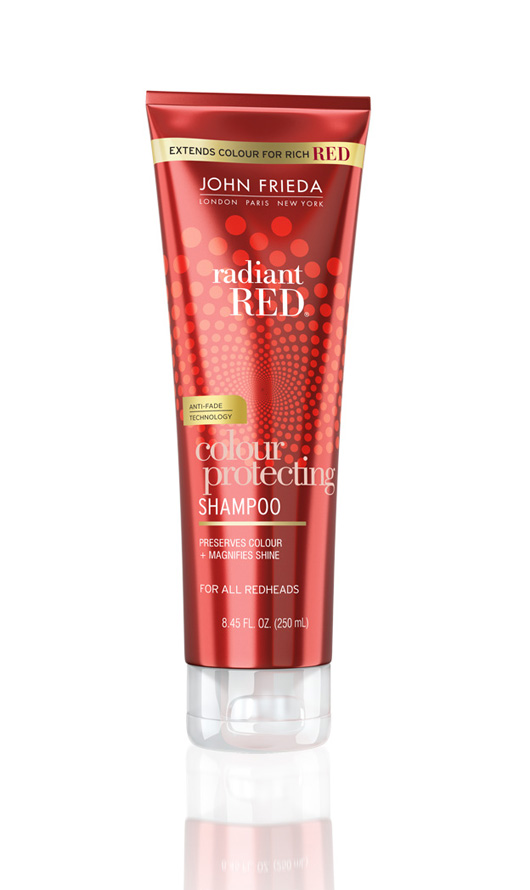 EXTENDS COLOUR FOR RICH RED
JOHN FRIEDA
LONDON PARIS NEW YORK
radiant
RED®
ANTI-FADE
TECHNOLOGY
colour
protecting
SHAMPOO
PRESERVES COLOUR
+ MAGNIFIES SHINE
FOR ALL REDHEADS
8.45 FL. OZ. (250 mL)